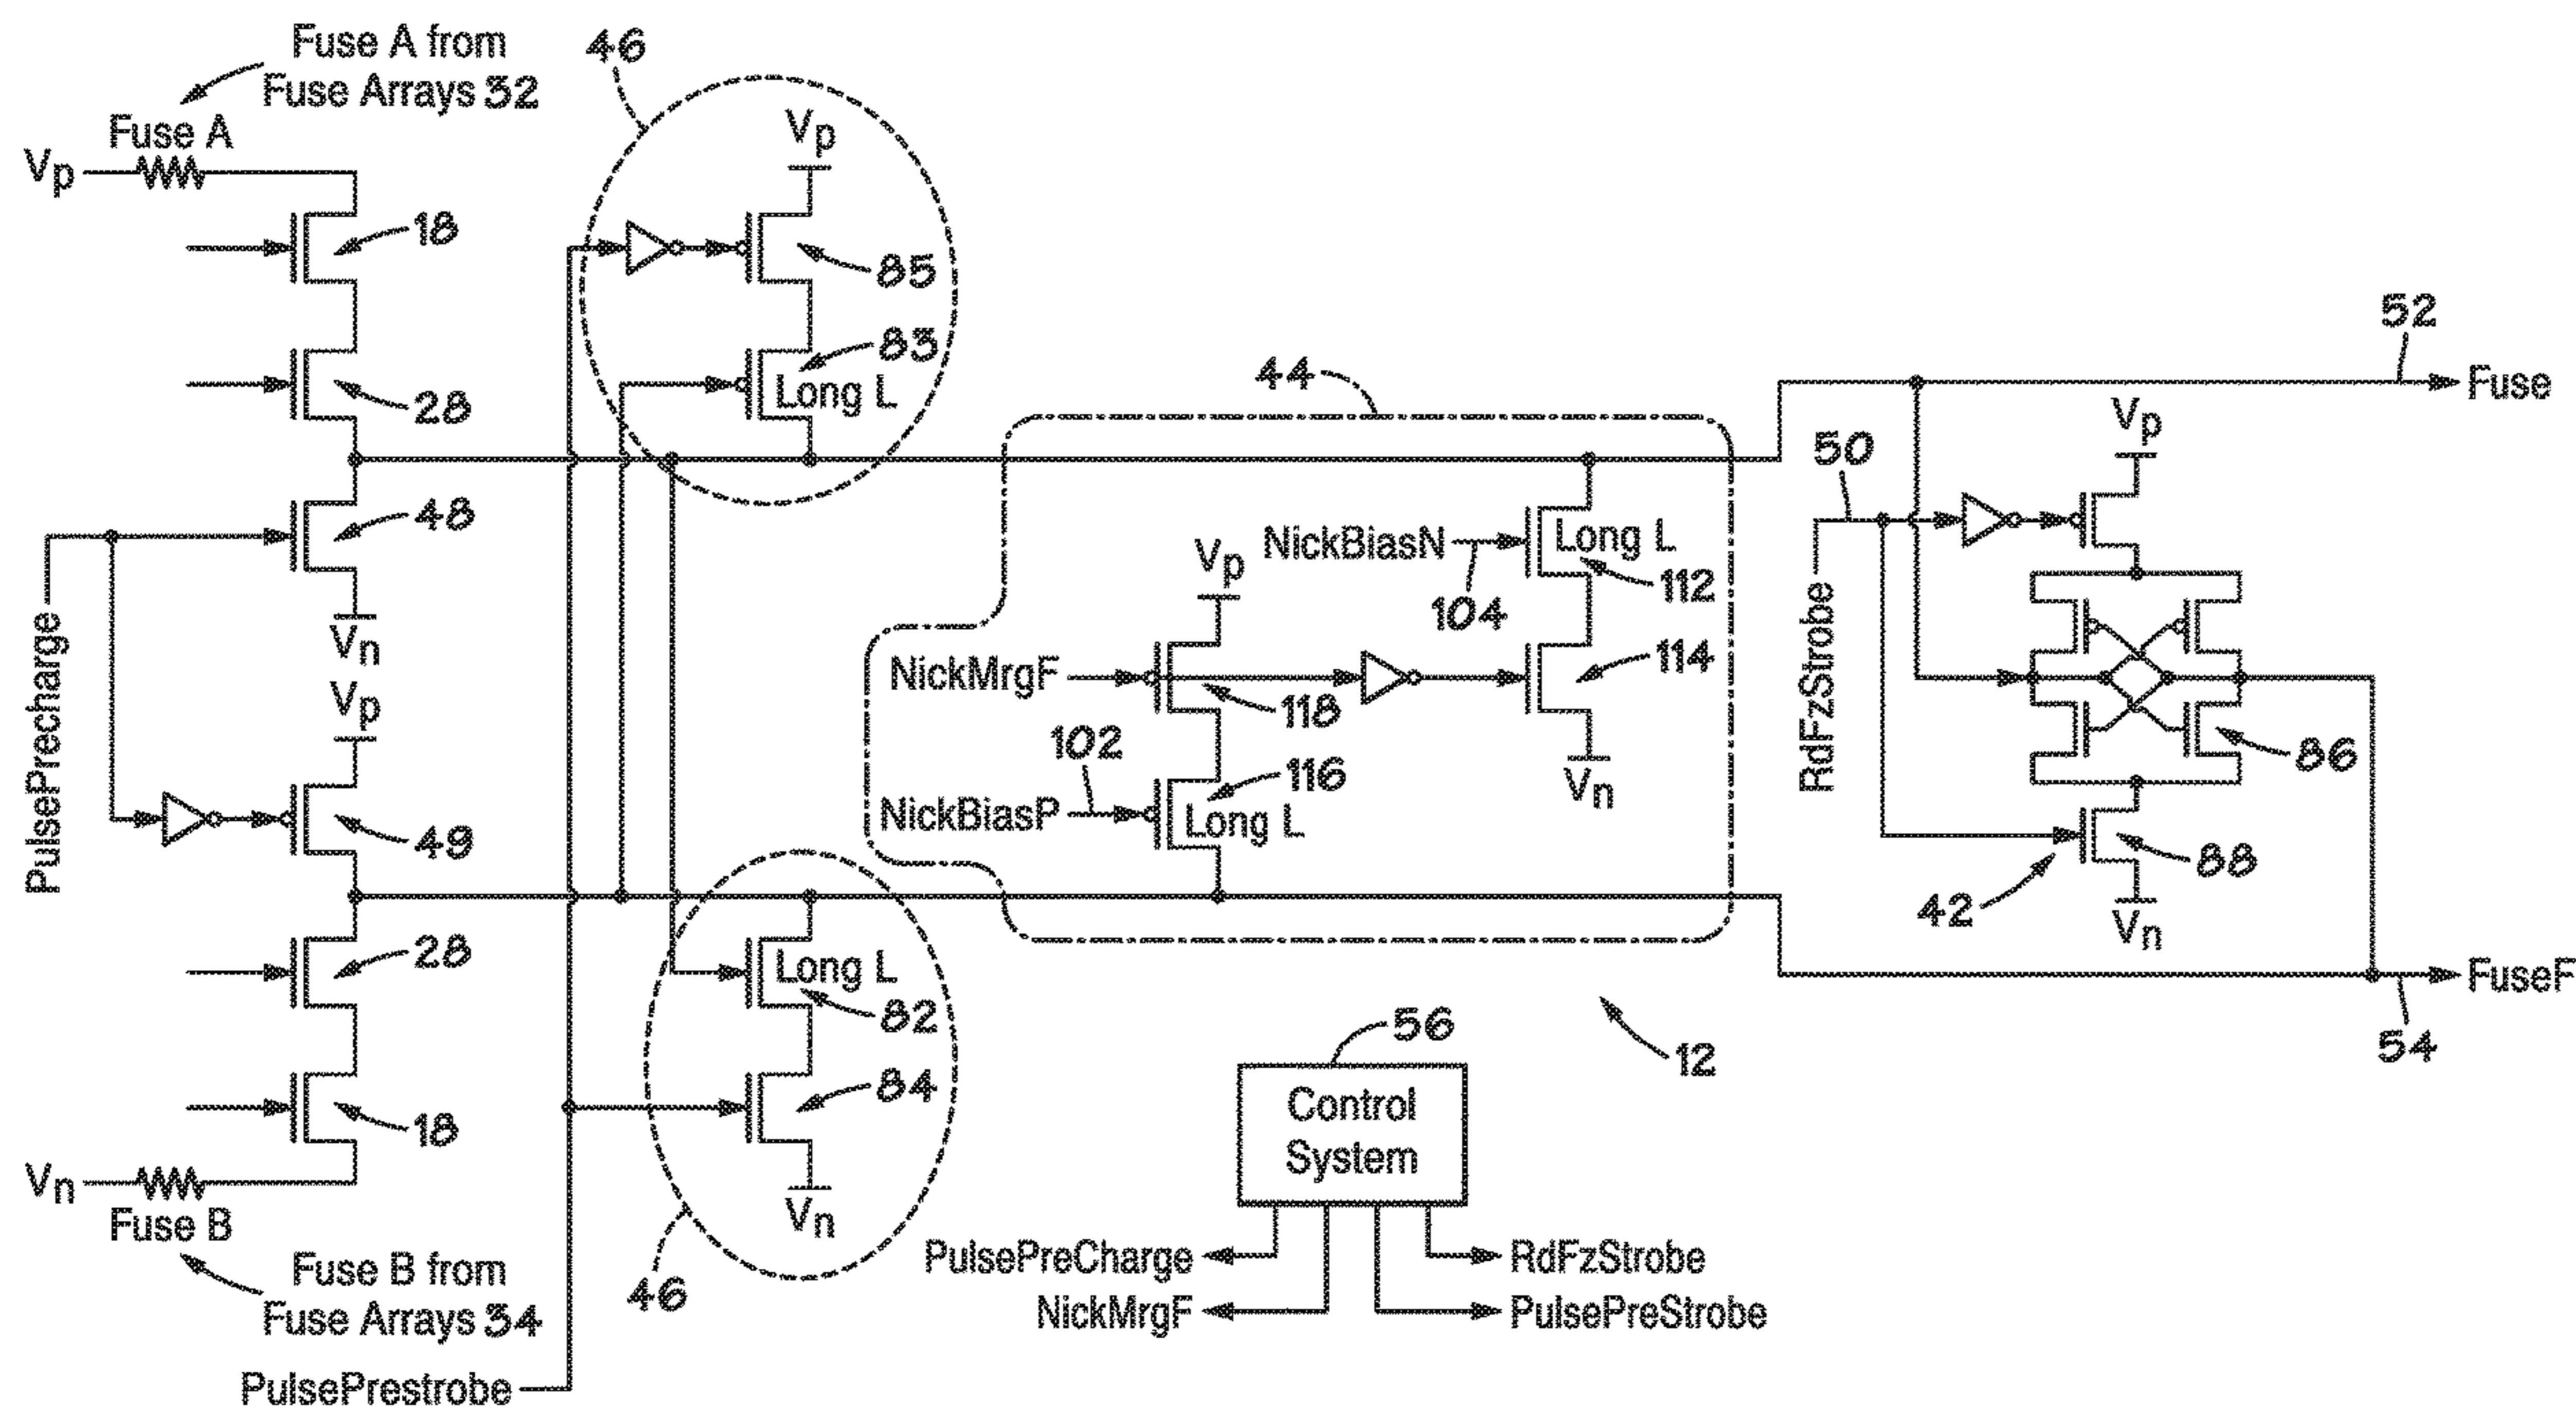 Fuse A from
Fuse Arrays 32
Fuse A
Vp
18
28
48
Vn
PulsePrecharge
Vp
49
28
18
Vn
Fuse B
Fuse B from
Fuse Arrays 34
PulsePrestrobe
46
Vp
85
83
Long L
Long L
82
84
Vn
46
44
NickBiasN
104
Long L
112
Vp
NickMrgF
118
114
Vn
102
116
NickBiasP
Long L
12
56
Control
System
PulsePreCharge
RdFzStrobe
NickMrgF
PulsePreStrobe
52
Fuse
50
Vp
RdFzStrobe
86
88
42
Vn
FuseF
54